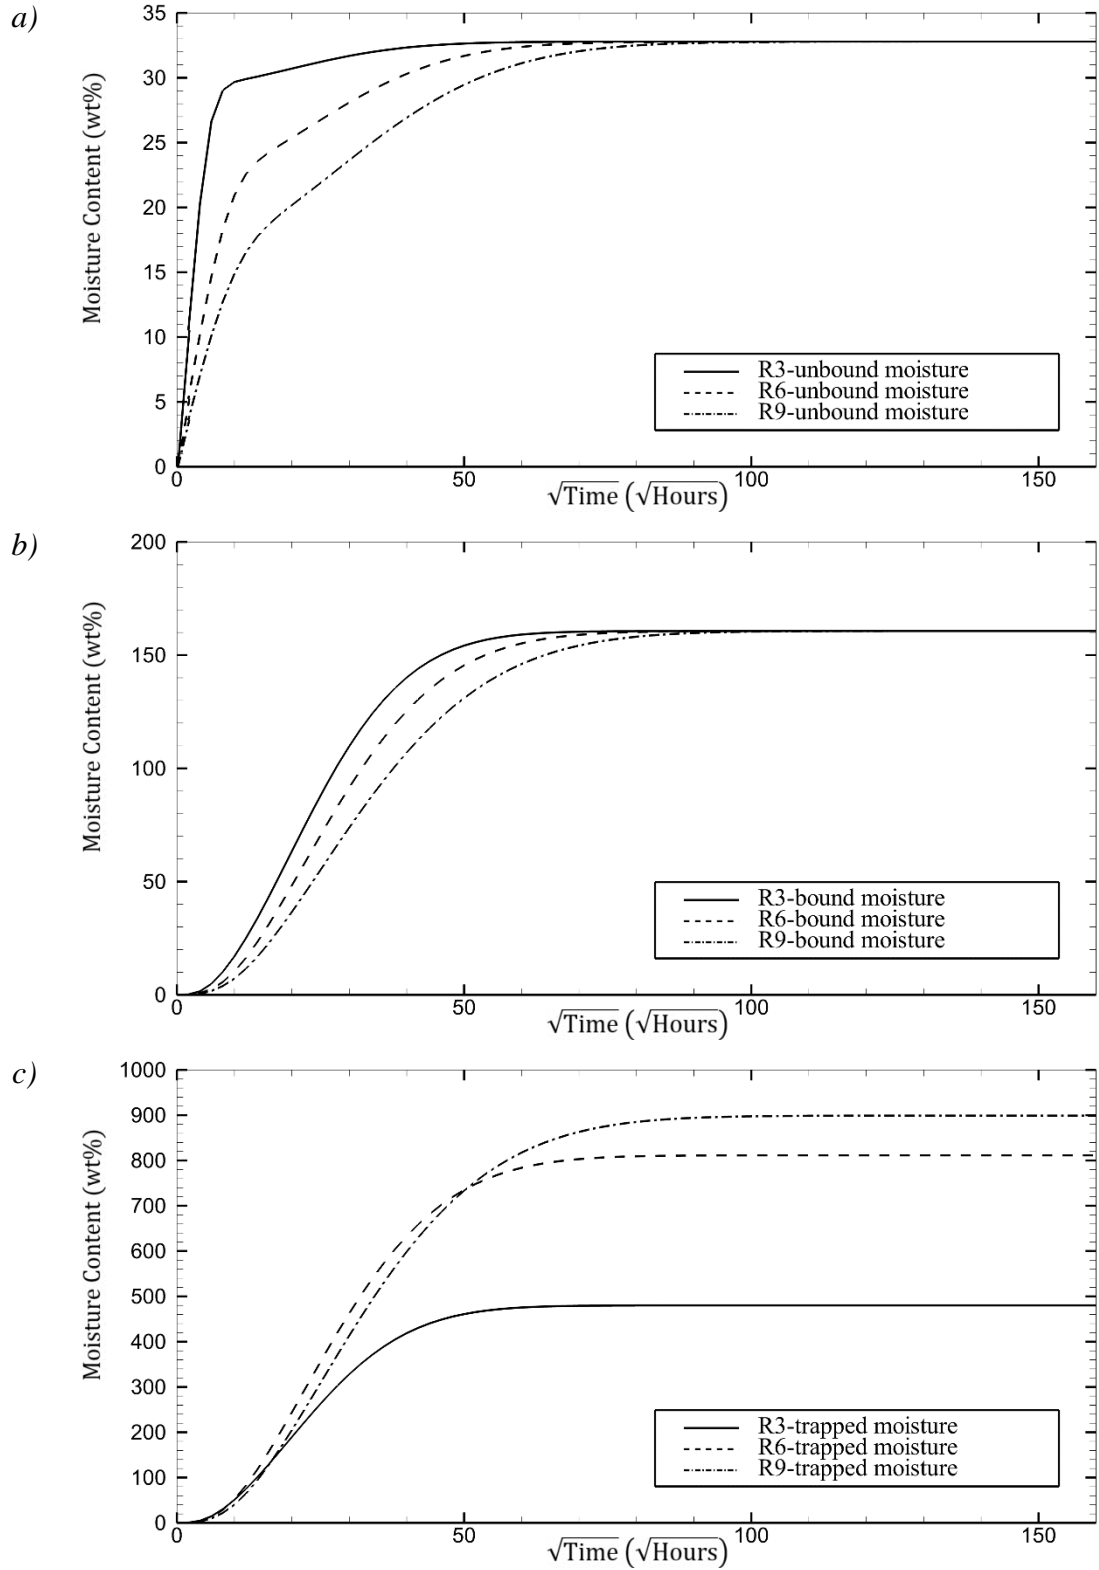 a)
35
30
25
20
15
10
5
0
Moisture Content (wt%)
R3-unbound moisture
R6-unbound moisture
R9-unbound moisture
0 50 100 150
√Time (√Hours)
b)
200
150
100
50
0
Moisture Content (wt%)
R3-bound moisture
R6-bound moisture
R9-bound moisture
0 50 100 150
√Time (√Hours)
c)
1000
900
800
700
600
500
400
300
200
100
0
Moisture Content (wt%)
R3-trapped moisture
R6-trapped moisture
R9-trapped moisture
0 50 100 150
√Time (√Hours)